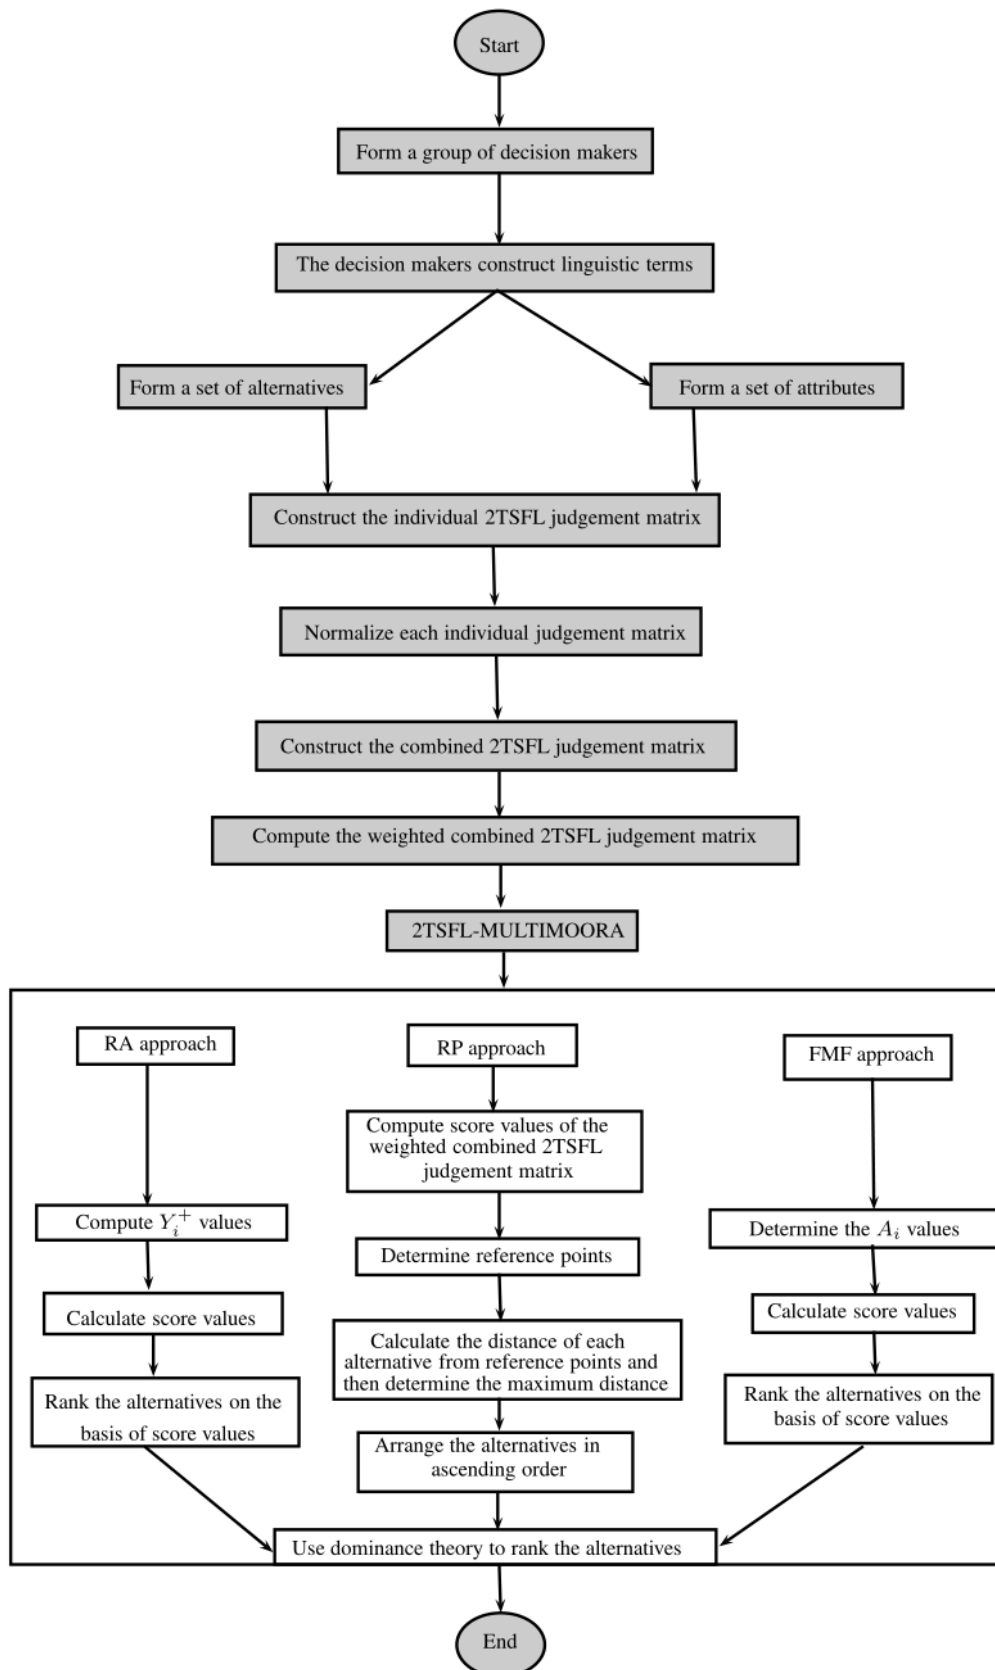 Start
Form a group of decision makers
The decision makers construct linguistic terms
Form a set of alternatives
Form a set of attributes
Construct the individual 2TSFL judgement matrix
Normalize each individual judgement matrix
Construct the combined 2TSFL judgement matrix
Compute the weighted combined 2TSFL judgement matrix
2TSFL-MULTIMOORA
RA approach
Compute $Y_i^+$ values
Calculate score values
Rank the alternatives on the
basis of score values
RP approach
Compute score values of the
weighted combined 2TSFL
judgement matrix
Determine reference points
Calculate the distance of each
alternative from reference points and
then determine the maximum distance
Arrange the alternatives in
ascending order
FMF approach
Determine the $A_i$ values
Calculate score values
Rank the alternatives on the
basis of score values
Use dominance theory to rank the alternatives
End